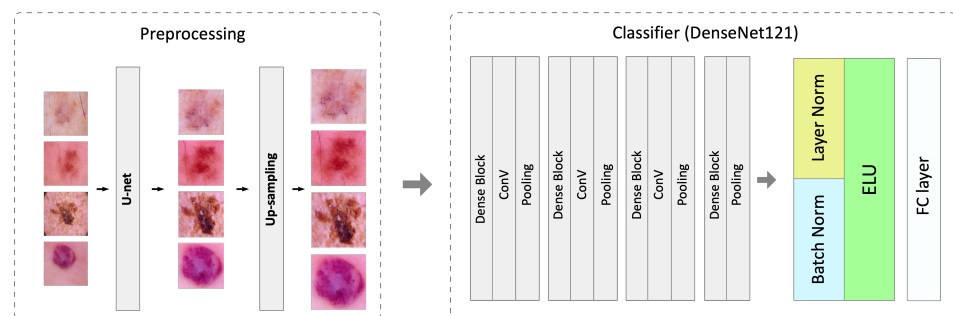 Preprocessing
U-net
Up-sampling
Classifier (DenseNet121)
Dense Block
ConV
Pooling
Dense Block
ConV
Pooling
Dense Block
ConV
Pooling
Dense Block
Pooling
Layer Norm
Batch Norm
ELU
FC layer